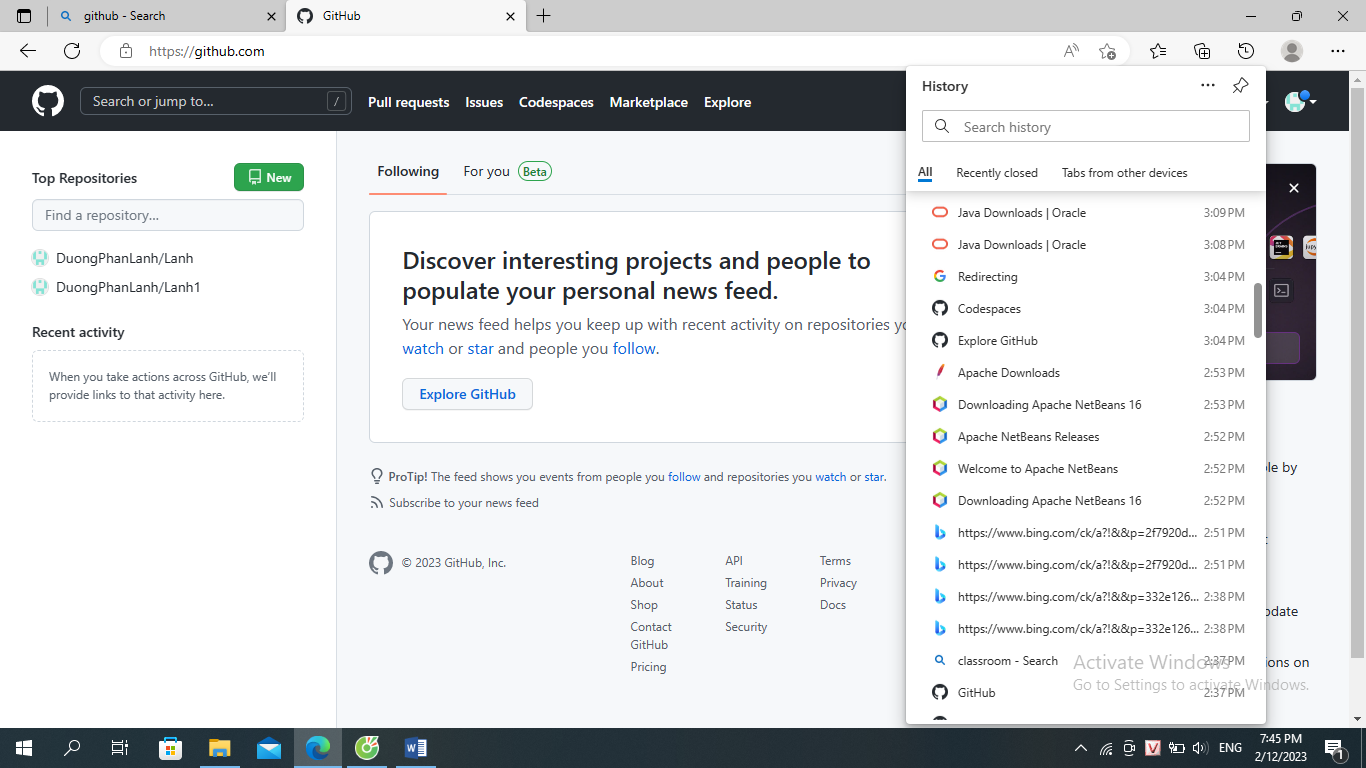 github - Search
GitHub
https://github.com
Search or jump to...
/
Pull requests
Issues
Codespaces
Marketplace
Explore
Top Repositories
New
Find a repository...
DuongPhanLanh/Lanh
DuongPhanLanh/Lanh1
Recent activity
When you take actions across GitHub, we'll
provide links to that activity here.
Following
For you
Beta
Discover interesting projects and people to
populate your personal news feed.
Your news feed helps you keep up with recent activity on repositories
watch or star and people you follow.
Explore GitHub
ProTip! The feed shows you events from people you follow and repositories you watch or star.
Subscribe to your news feed
© 2023 GitHub, Inc.
Blog
About
Shop
Contact
GitHub
Pricing
API
Training
Status
Security
Terms
Privacy
Docs
History
Search history
All
Recently closed
Tabs from other devices
Java Downloads | Oracle 3:09 PM
Java Downloads | Oracle 3:08 PM
Redirecting 3:04 PM
Codespaces 3:04 PM
Explore GitHub 3:04 PM
Apache Downloads 2:53 PM
Downloading Apache NetBeans 16 2:53 PM
Apache NetBeans Releases 2:52 PM
Welcome to Apache NetBeans 2:52 PM
Downloading Apache NetBeans 16 2:52 PM
https://www.bing.com/ck/a?!&&p=2f7920d... 2:51 PM
https://www.bing.com/ck/a?!&&p=2f7920d... 2:51 PM
https://www.bing.com/ck/a?!&&p=332e126... 2:38 PM
https://www.bing.com/ck/a?!&&p=332e126... 2:38 PM
classroom - Search 2:37 PM
GitHub 2:37 PM
by
ons on
Activate Windows
Go to Settings to activate Windows.
ENG
7:45 PM
2/12/2023
1